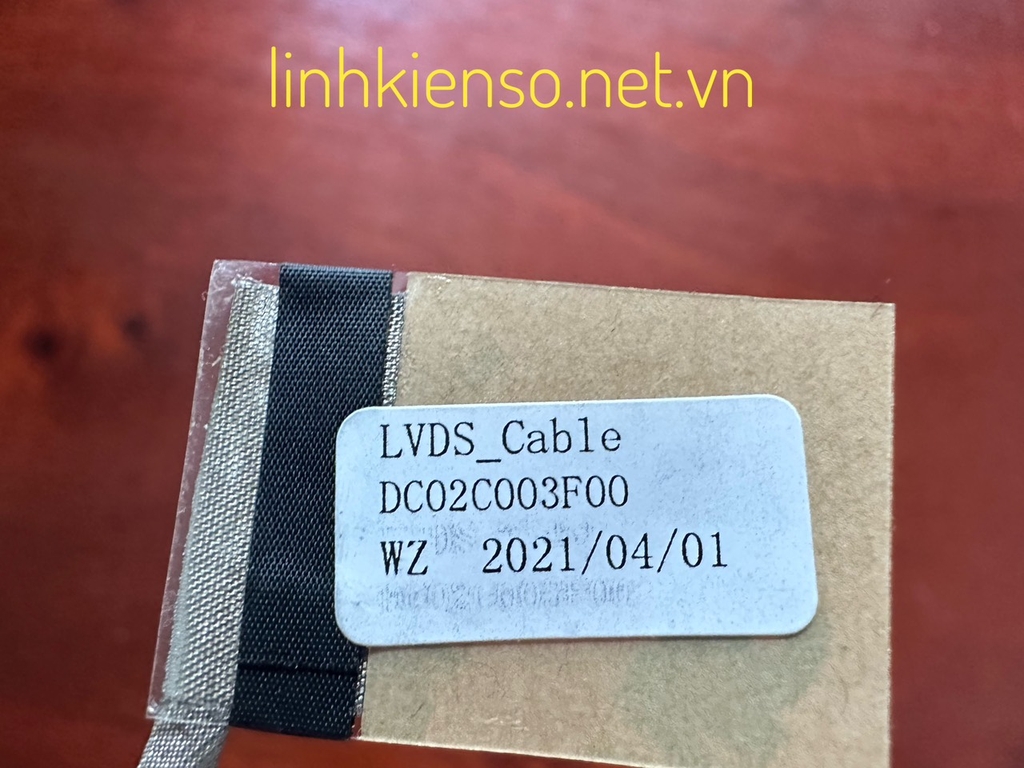 linhkienso.net.vn
LVDS_Cable
DC02C003F00
WZ 2021/04/01